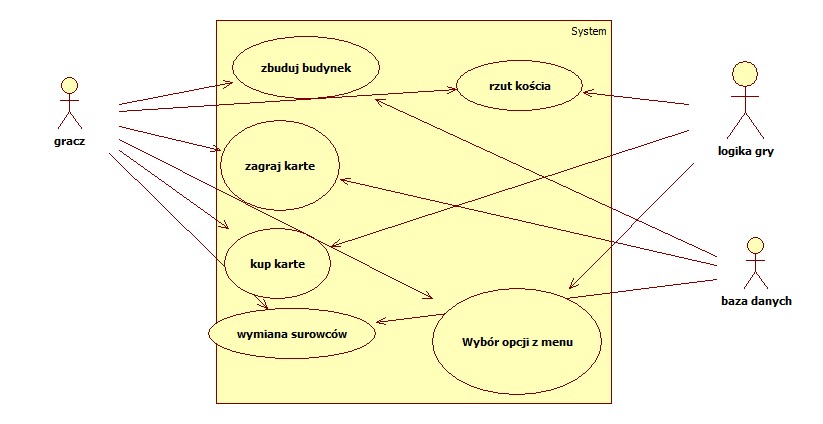 System
zbuduj budynek
rzut kościa
gracz
logika gry
zagraj karte
kup karte
baza danych
wymiana surowców
Wybór opcji z menu